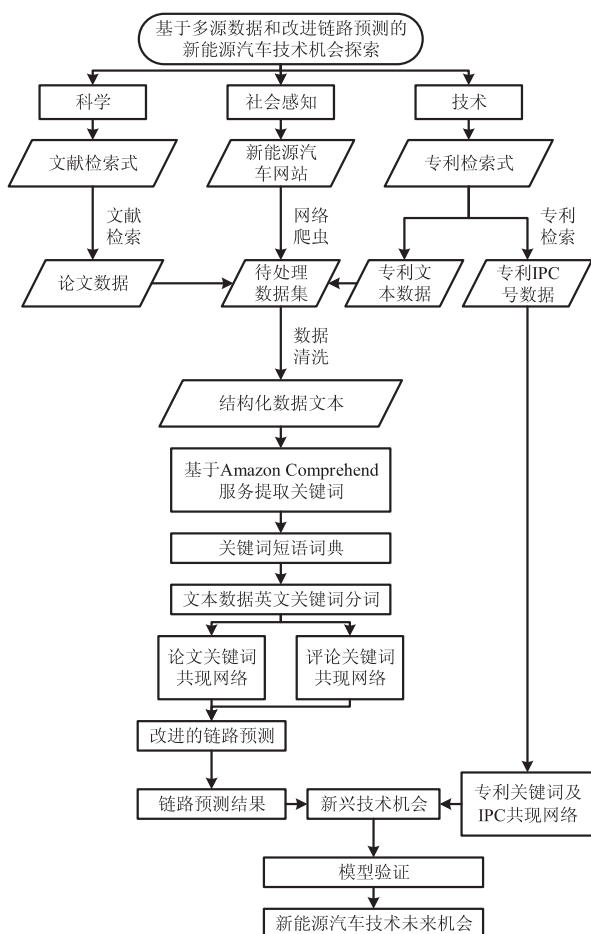 基于多源数据和改进链路预测的
新能源汽车技术机会探索
科学
社会感知
技术
文献检索式
新能源汽
车网站
专利检索式
文献
检索
网络
爬虫
专利
检索
论文数据
待处理
数据集
专利文
本数据
专利IPC
号数据
数据
清洗
结构化数据文本
基于Amazon Comprehend
服务提取关键词
关键词短语词典
文本数据英文关键词分词
论文关键词
共现网络
评论关键词
共现网络
改进的链路预测
链路预测结果
新兴技术机会
专利关键词及
IPC共现网络
模型验证
新能源汽车技术未来机会